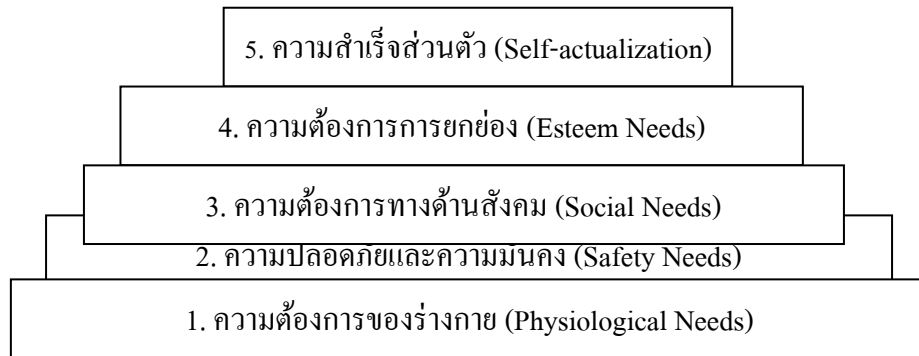 5. ความสำเร็จส่วนตัว (Self-actualization)
4. ความต้องการการยกย่อง (Esteem Needs)
3. ความต้องการทางด้านสังคม (Social Needs)
2. ความปลอดภัยและความมั่นคง (Safety Needs)
1. ความต้องการของร่างกาย (Physiological Needs)